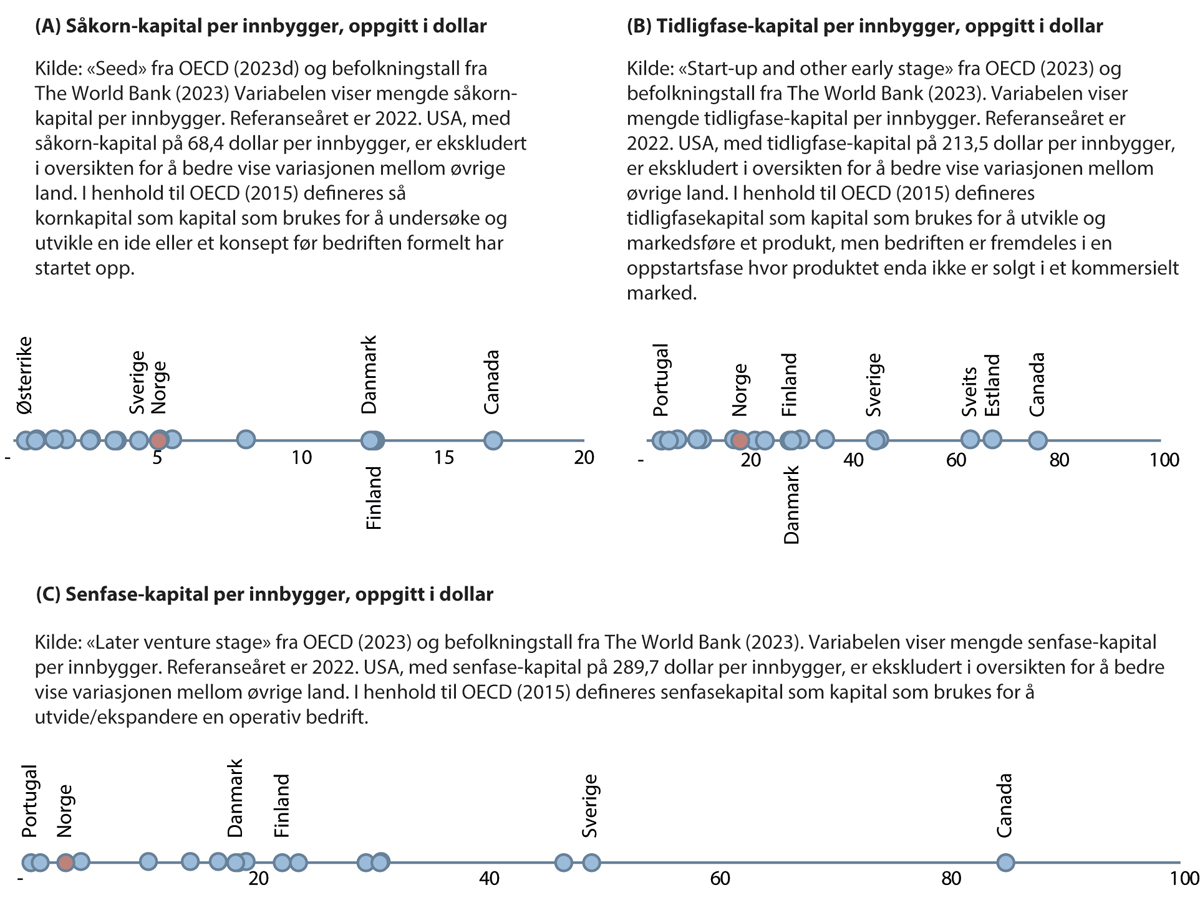 (A) Såkorn-kapital per innbygger, oppgitt i dollar
Kilde: «Seed» fra OECD (2023d) og befolkningstall fra
The World Bank (2023) Variabelen viser mengde såkorn-
kapital per innbygger. Referanseåret er 2022. USA, med
såkorn-kapital på 68,4 dollar per innbygger, er ekskludert
i oversikten for å bedre vise variasjonen mellom øvrige
land. I henhold til OECD (2015) defineres så
kornkapital som kapital som brukes for å undersøke og
utvikle en ide eller et konsept før bedriften formelt har
startet opp.
Østerrike
Sverige
Norge
Danmark
Canada
-
5
10
15
20
Finland
(B) Tidligfase-kapital per innbygger, oppgitt i dollar
Kilde: «Start-up and other early stage» fra OECD (2023) og
befolkningstall fra The World Bank (2023). Variabelen viser
mengde tidligfase-kapital per innbygger. Referanseåret er
2022. USA, med tidligfase-kapital på 213,5 dollar per innbygger,
er ekskludert i oversikten for å bedre vise variasjonen mellom
øvrige land. I henhold til OECD (2015) defineres
tidligfasekapital som kapital som brukes for å utvikle og
markedsføre et produkt, men bedriften er fremdeles i en
oppstartsfase hvor produktet enda ikke er solgt i et kommersielt
marked.
Portugal
Norge
Finland
Sverige
Sveits
Estland
Canada
-
20
40
60
80
100
Danmark
(C) Senfase-kapital per innbygger, oppgitt i dollar
Kilde: «Later venture stage» fra OECD (2023) og befolkningstall fra The World Bank (2023). Variabelen viser mengde senfase-kapital
per innbygger. Referanseåret er 2022. USA, med senfase-kapital på 289,7 dollar per innbygger, er ekskludert i oversikten for å bedre
vise variasjonen mellom øvrige land. I henhold til OECD (2015) defineres senfasekapital som kapital som brukes for å
utvide/ekspandere en operativ bedrift.
Portugal
Norge
Danmark
Finland
Sverige
Canada
-
20
40
60
80
100